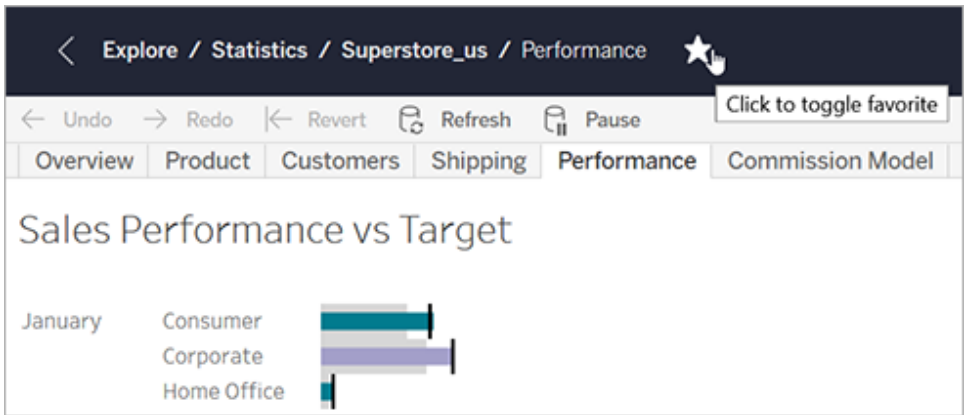 Explore / Statistics / Superstore_us / Performance
Click to toggle favorite
Undo Redo Revert Refresh Pause
Overview Product Customers Shipping Performance Commission Model
Sales Performance vs Target
January Consumer
Corporate
Home Office